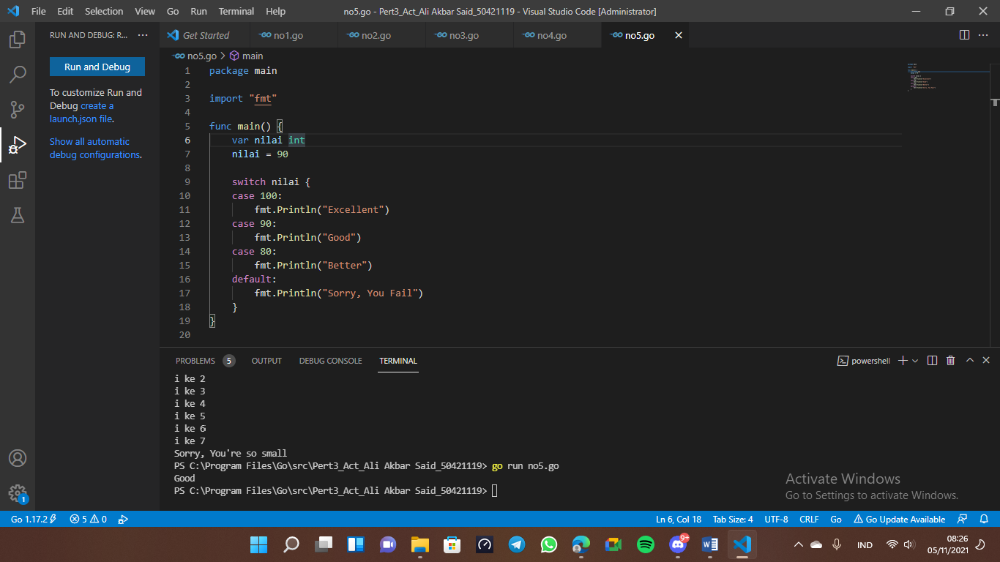 File Edit Selection View Go Run Terminal Help
no5.go - Pert3_Act_Ali Akbar Said_50421119 - Visual Studio Code [Administrator]
RUN AND DEBUG: R... ···
Get Started
no1.go
no2.go
no3.go
no4.go
no5.go
Run and Debug
To customize Run and
Debug create a
launch.json file.
Show all automatic
debug configurations.
no5.go > main
1 package main
2
3 import "fmt"
4
5 func main() {
6 var nilai int
7 nilai = 90
8
9 switch nilai {
10 case 100:
11 fmt.Println("Excellent")
12 case 90:
13 fmt.Println("Good")
14 case 80:
15 fmt.Println("Better")
16 default:
17 fmt.Println("Sorry, You Fail")
18 }
19 }
20
PROBLEMS 5 OUTPUT DEBUG CONSOLE TERMINAL
powershell
i ke 2
i ke 3
i ke 4
i ke 5
i ke 6
i ke 7
Sorry, You're so small
PS C:\Program Files\Go\src\Pert3_Act_Ali Akbar Said_50421119> go run no5.go
Good
PS C:\Program Files\Go\src\Pert3_Act_Ali Akbar Said_50421119>
Activate Windows
Go to Settings to activate Windows.
1
Go 1.17.2 5 0
Ln 6, Col 18 Tab Size: 4 UTF-8 CRLF Go Go Update Available
9+
IND
08:26
05/11/2021